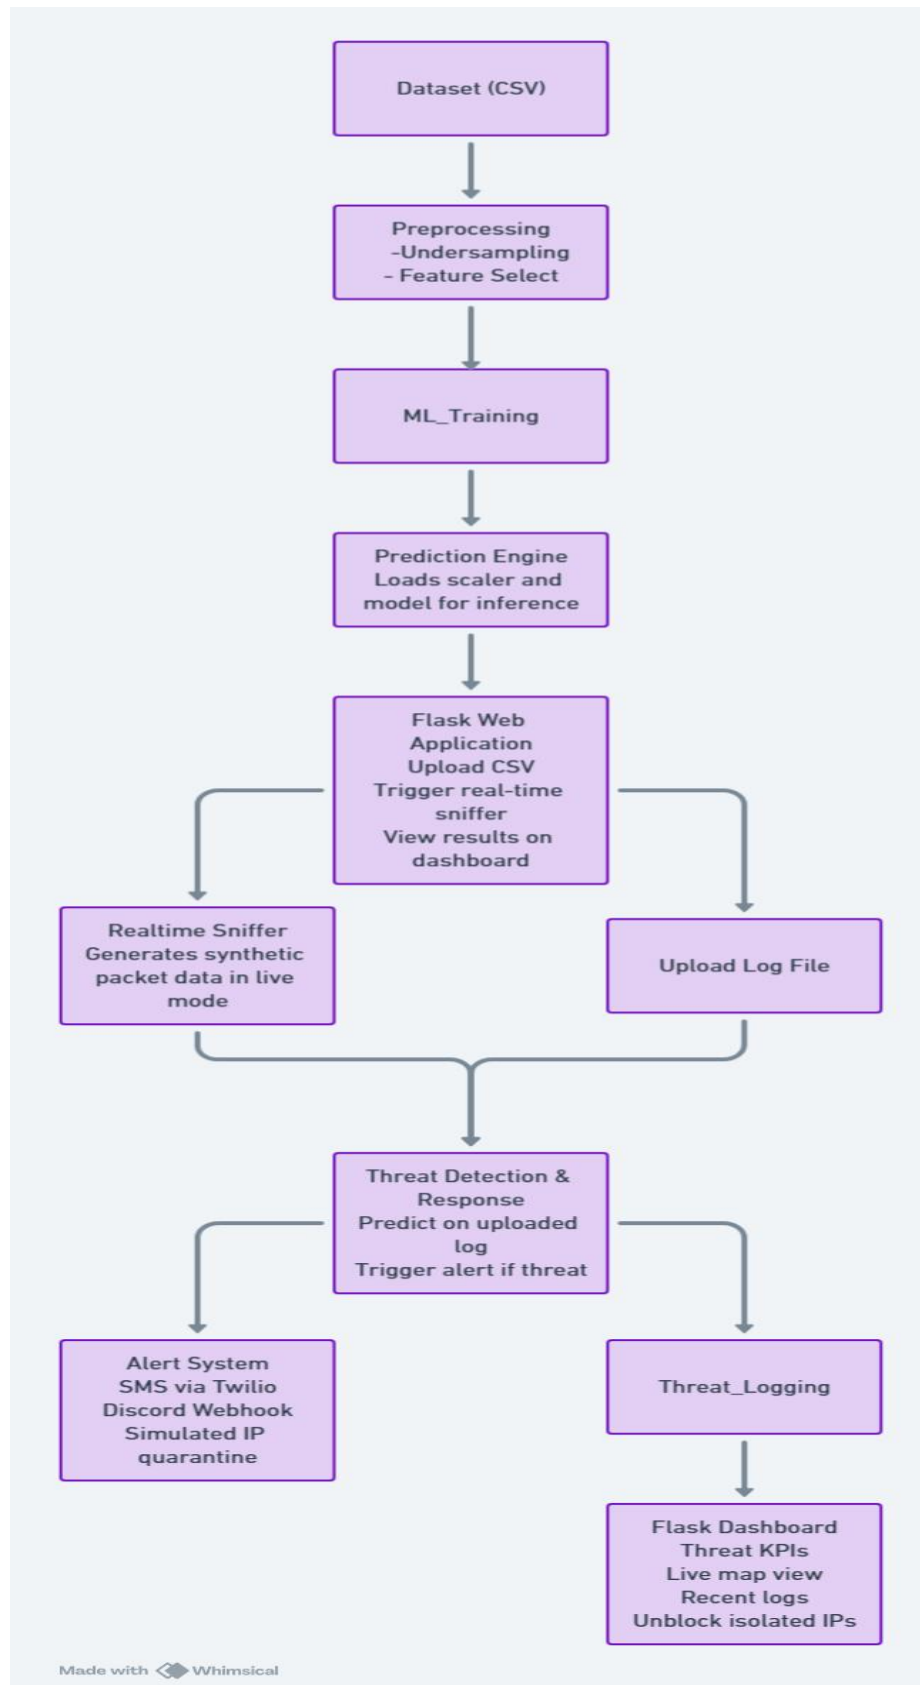 Dataset (CSV)
Preprocessing
-Undersampling
- Feature Select
ML_Training
Prediction Engine
Loads scaler and
model for inference
Flask Web
Application
Upload CSV
Trigger real-time
sniffer
View results on
dashboard
Realtime Sniffer
Generates synthetic
packet data in live
mode
Upload Log File
Threat Detection &
Response
Predict on uploaded
log
Trigger alert if threat
Alert System
SMS via Twilio
Discord Webhook
Simulated IP
quarantine
Threat_Logging
Flask Dashboard
Threat KPIs
Live map view
Recent logs
Unblock isolated IPs
Made with Whimsical